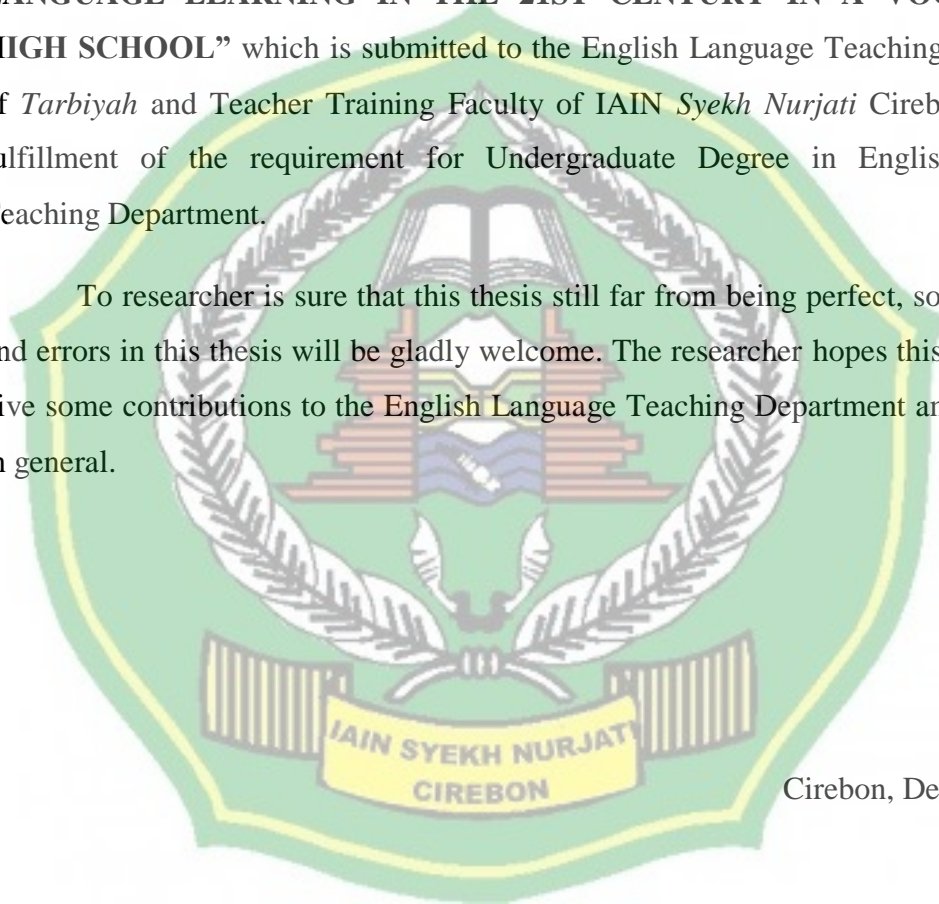 LANGUAGE LEARNING IN THE 21ST CENTURY IN A VOC
HIGH SCHOOL” which is submitted to the English Language Teaching
f Tarbiyah and Teacher Training Faculty of IAIN Syekh Nurjati Cireb
ulfillment of the requirement for Undergraduate Degree in Englis
Teaching Department.
To researcher is sure that this thesis still far from being perfect, so
nd errors in this thesis will be gladly welcome. The researcher hopes this
ive some contributions to the English Language Teaching Department an
n general.
IAIN SYEKH NURJATI
CIREBON
Cirebon, De